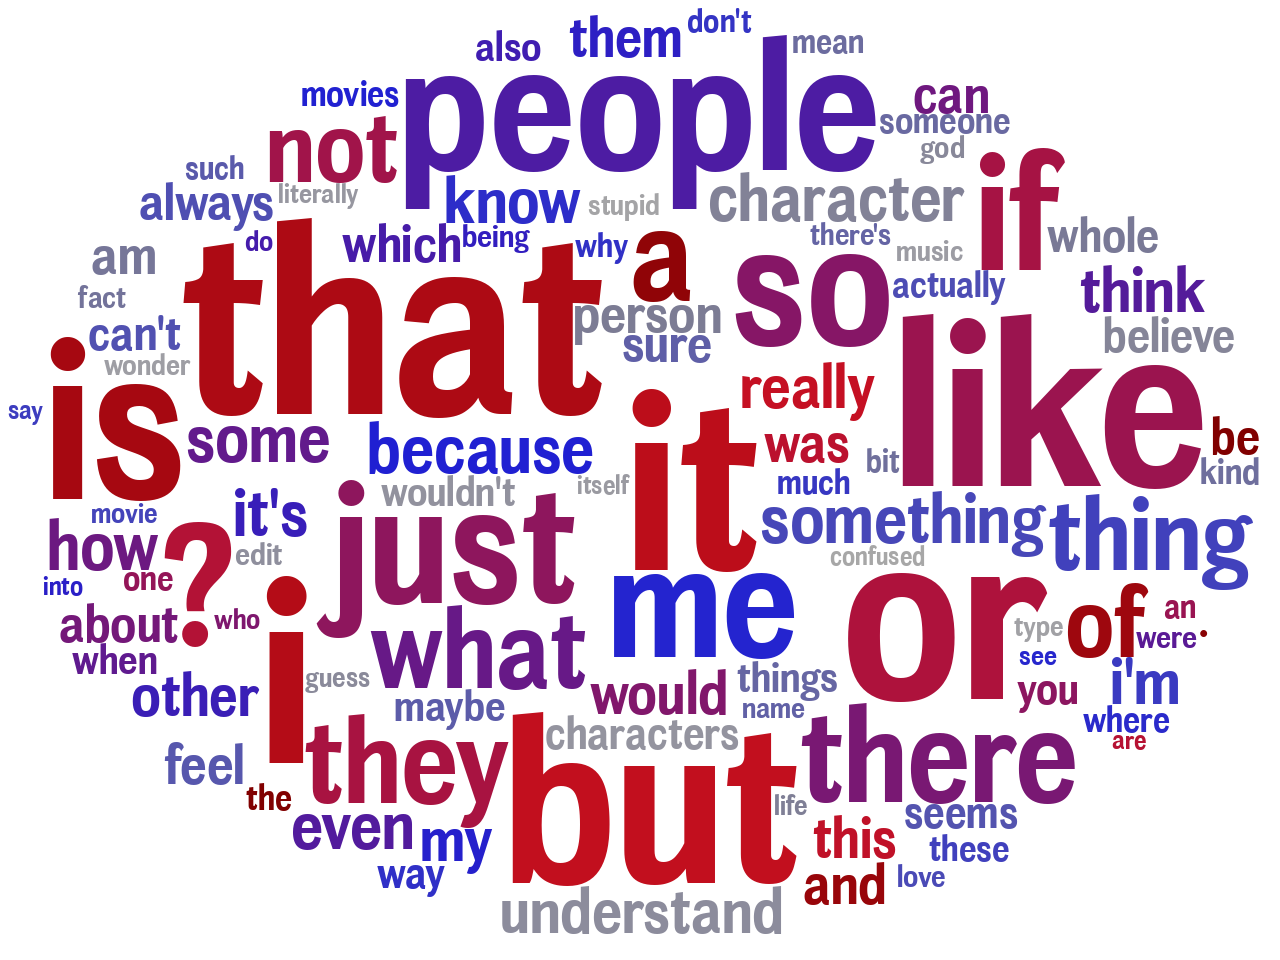 don't
also
them
mean
people
movies
can
someone
not
god
such
literally
always
know
stupid
character
if
do
which
being
why
a
there's
music
whole
am
that
so
actually
think
fact
person
can't
sure
believe
wonder
is
like
say
some
because
it
really
was
be
bit
kind
wouldn't
itself
much
movie
it's
just
something
thing
how
?
edit
confused
into
one
i
me
or
about
who
what
type
of
an
were
.
when
see
guess
things
you
i'm
other
maybe
would
name
where
feel
they
but
characters
there
are
the
life
even
my
this
seems
these
way
and
love
understand